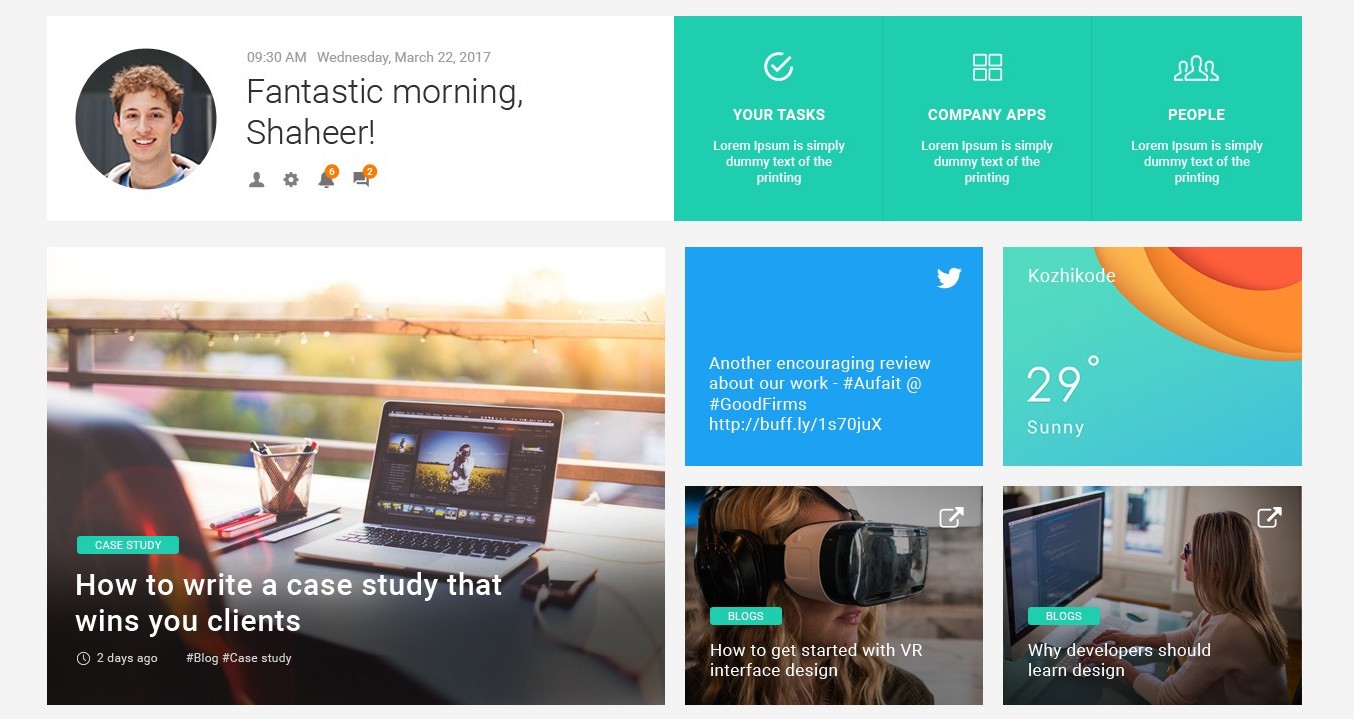 09:30 AM Wednesday, March 22, 2017
Fantastic morning,
Shaheer!
6
2
YOUR TASKS
Lorem Ipsum is simply
dummy text of the
printing
COMPANY APPS
Lorem Ipsum is simply
dummy text of the
printing
PEOPLE
Lorem Ipsum is simply
dummy text of the
printing
CASE STUDY
How to write a case study that
wins you clients
2 days ago #Blog #Case study
Another encouraging review
about our work - #Aufait @
#GoodFirms
http://buff.ly/1s70juX
Kozhikode
29°
Sunny
BLOGS
How to get started with VR
interface design
BLOGS
Why developers should
learn design